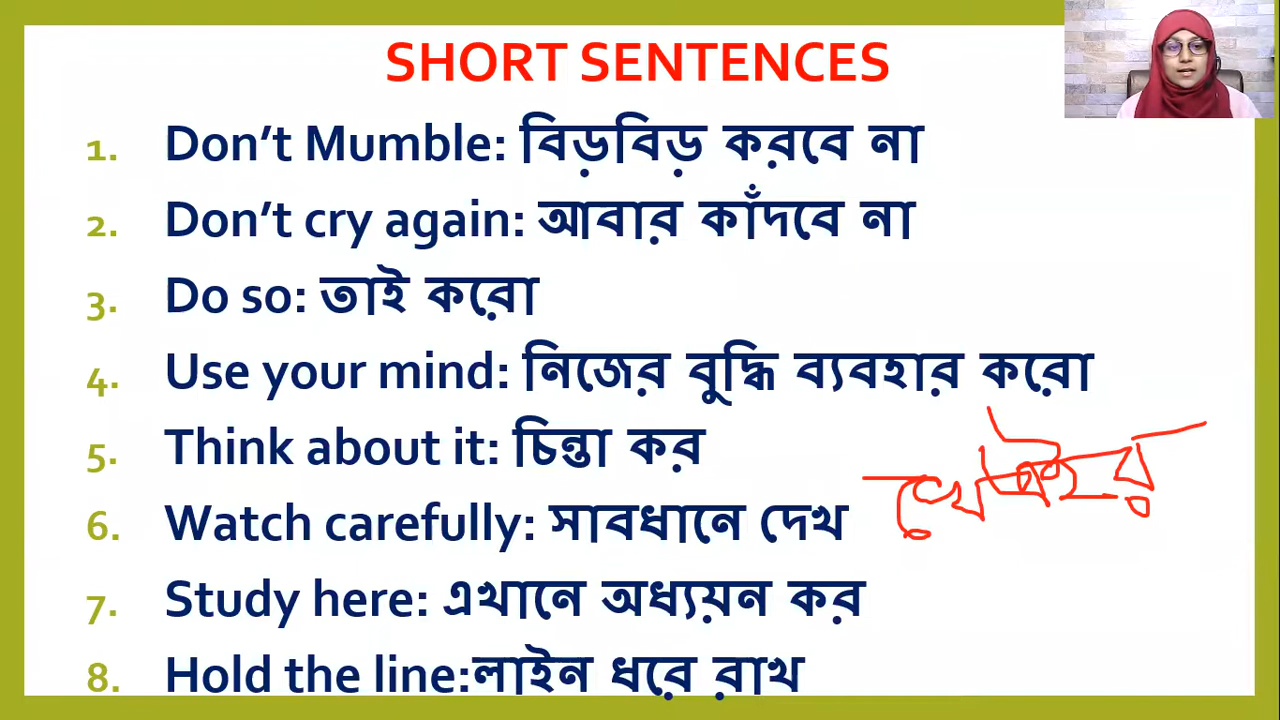 SHORT SENTENCES
1. Don't Mumble: বিড়বিড় করবে না
2. Don't cry again: আবার কাঁদবে না
3. Do so: তাই করো
4. Use your mind: নিজের বুদ্ধি ব্যবহার করো
5. Think about it: চিন্তা কর
6. Watch carefully: সাবধানে দেখ
7. Study here: এখানে অধ্যয়ন কর
8. Hold the line:লাইন ধরে রাখ